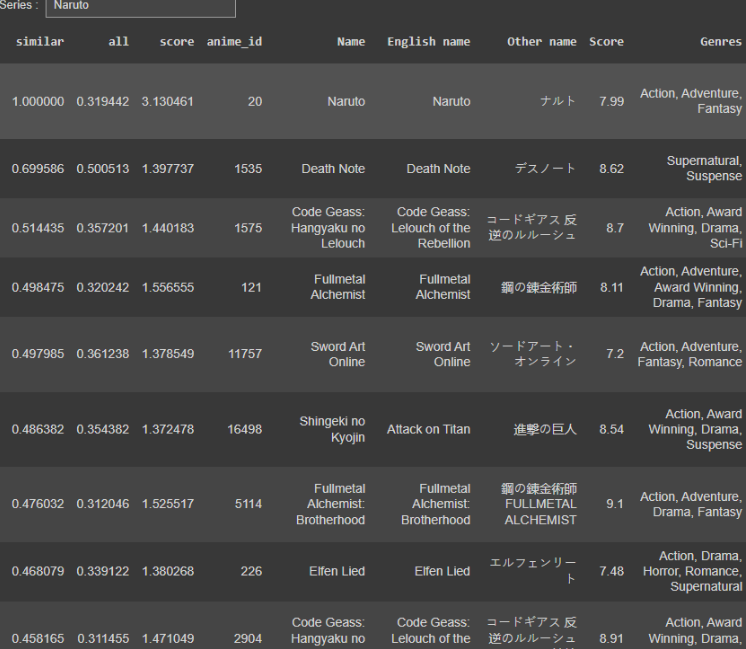 Series : Naruto
similar all score anime_id Name English name Other name Score Genres
1.000000 0.319442 3.130461 20 Naruto Naruto ナルト 7.99 Action, Adventure,
Fantasy
0.699586 0.500513 1.397737 1535 Death Note Death Note デスノート 8.62 Supernatural,
Suspense
Code Geass: Code Geass: Action, Award
0.514435 0.357201 1.440183 1575 Hangyaku no Lelouch of the コードギアス 反 8.7 Winning, Drama,
Lelouch Rebellion 逆のルルーシュ Sci-Fi
Fullmetal Fullmetal Action, Adventure,
0.498475 0.320242 1.556555 121 Alchemist Alchemist 鋼の錬金術師 8.11 Award Winning,
Drama, Fantasy
0.497985 0.361238 1.378549 11757 Sword Art Sword Art ソードアート・ 7.2 Action, Adventure,
Online Online オンライン Fantasy, Romance
Action, Award
0.486382 0.354382 1.372478 16498 Shingeki no Attack on Titan 進撃の巨人 8.54 Winning, Drama,
Kyojin Suspense
Fullmetal Fullmetal 鋼の錬金術師
0.476032 0.312046 1.525517 5114 Alchemist: Alchemist: FULLMETAL 9.1 Action, Adventure,
Brotherhood Brotherhood ALCHEMIST Drama, Fantasy
Action, Drama,
0.468079 0.339122 1.380268 226 Elfen Lied Elfen Lied エルフェンリー 7.48 Horror, Romance,
ト Supernatural
Code Geass: Code Geass: コードギアス 反 Action, Award
0.458165 0.311455 1.471049 2904 Hangyaku no Lelouch of the 逆のルルーシュ 8.91 Winning, Drama,